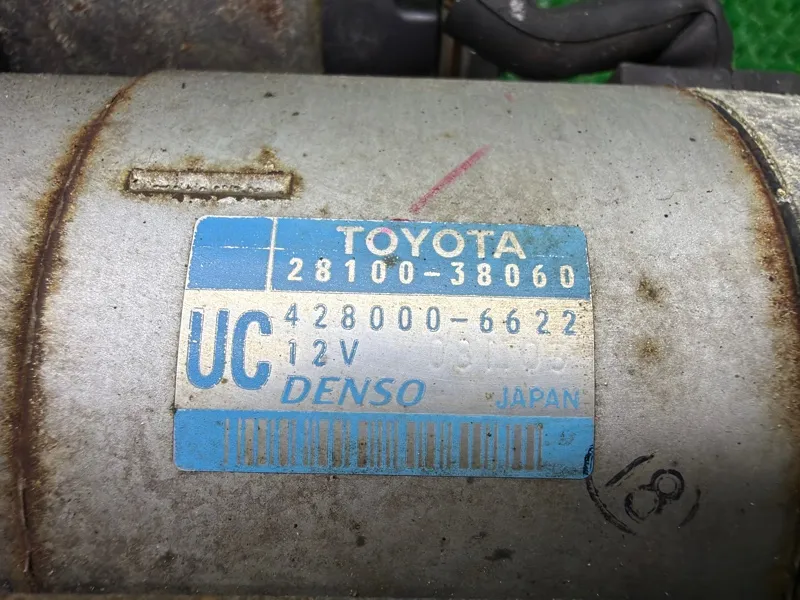 TOYOTA
28100-38060
UC
428000-6622
12V
DENSO
JAPAN